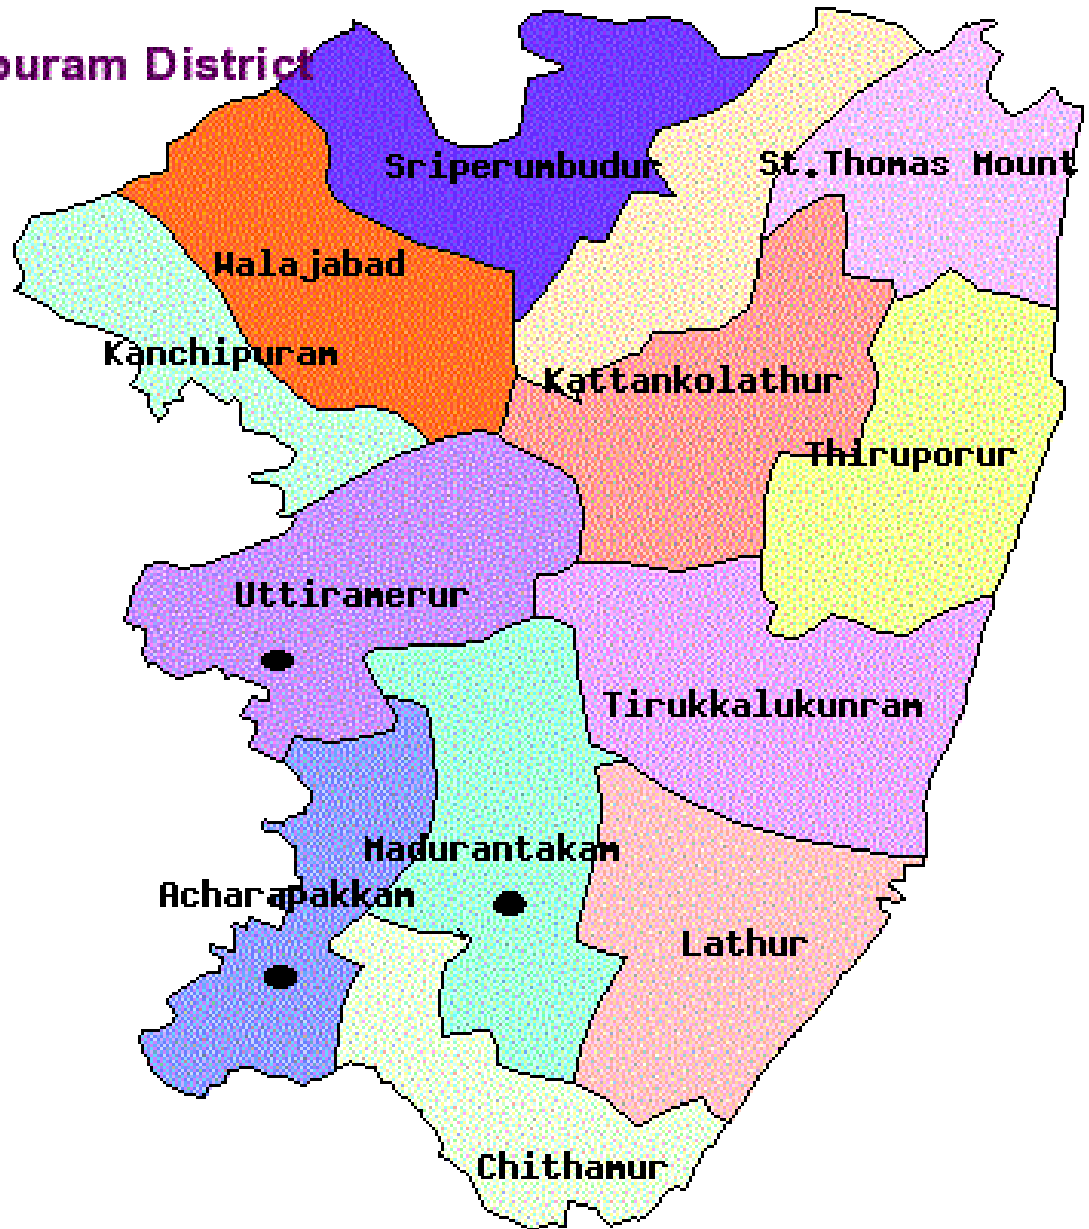 puram District
Sriperumbudur
St.Thomas Mount
Walajabad
Kanchipuram
Kattankolathur
Thiruporur
Uttiramerur
Tirukkalukunram
Madurantakam
Acharapakkam
Lathur
Chithamur